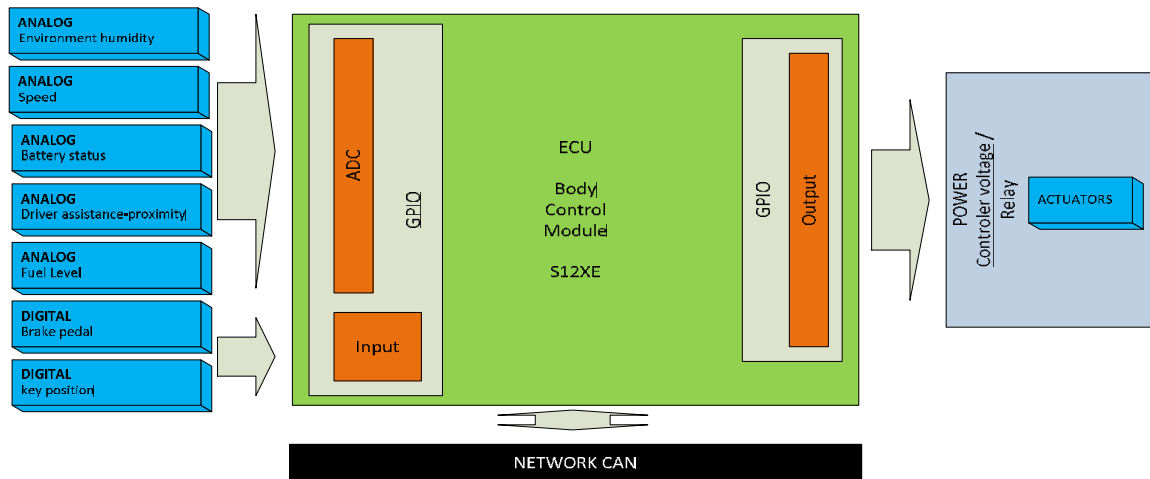 ANALOG
Environment humidity
ANALOG
Speed
ANALOG
Battery status
ANALOG
Driver assistance-proximity
ANALOG
Fuel Level
DIGITAL
Brake pedal
DIGITAL
key position
ADC
GPIO
Input
ECU
Body
Control
Module
S12XE
GPIO
Output
POWER
Controler voltage /
Relay
ACTUATORS
NETWORK CAN